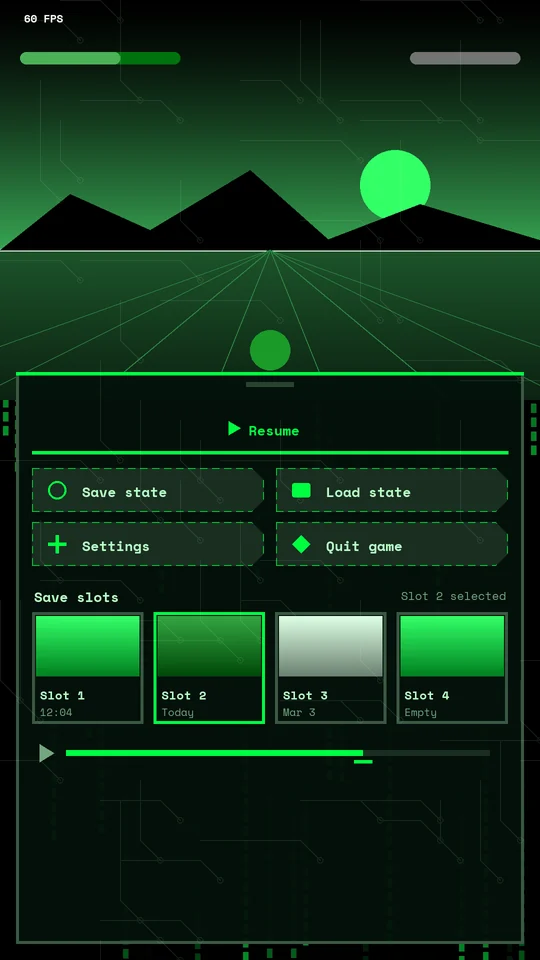 60 FPS
Resume
Save state
Load state
Settings
Quit game
Save slots
Slot 2 selected
Slot 1
12:04
Slot 2
Today
Slot 3
Mar 3
Slot 4
Empty